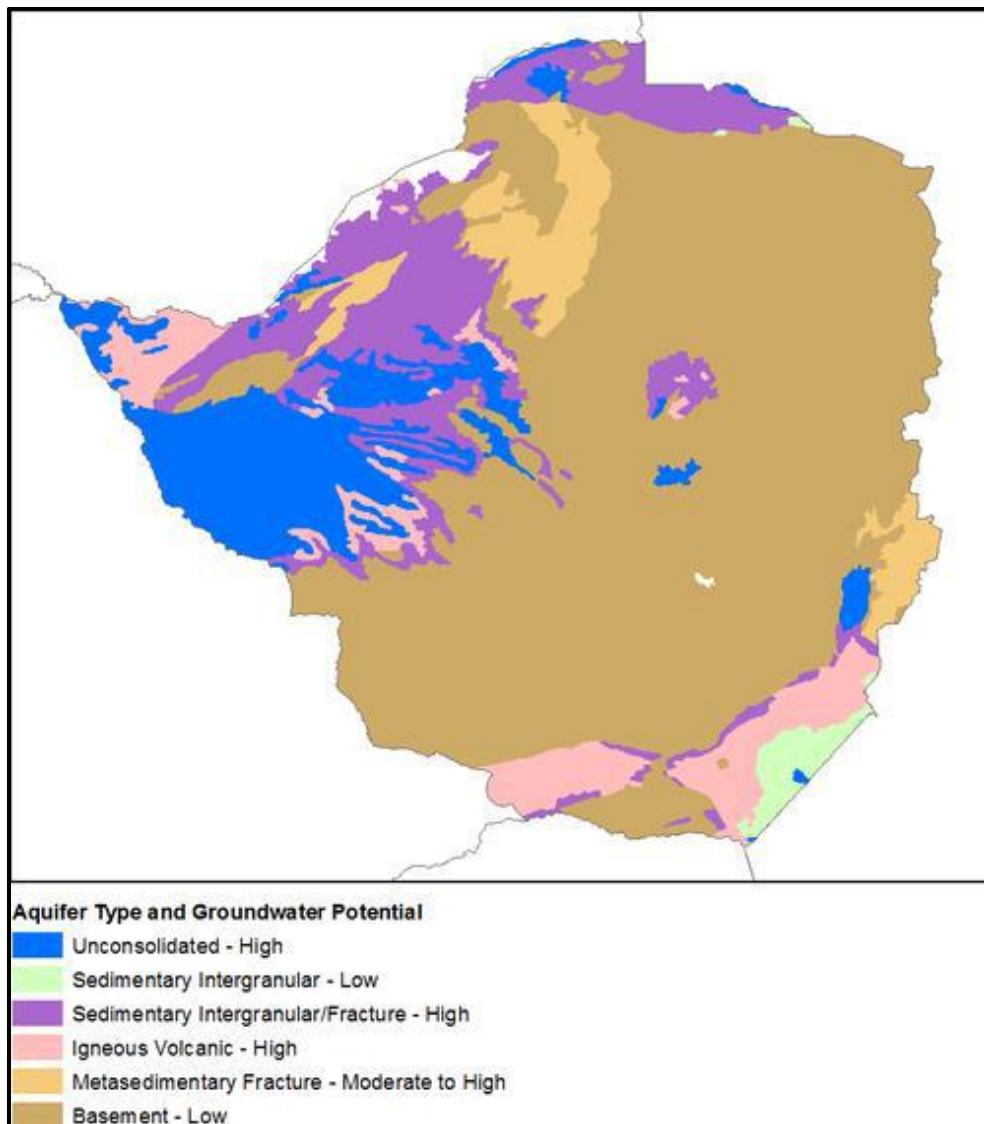 Aquifer Type and Groundwater Potential
Unconsolidated - High
Sedimentary Intergranular - Low
Sedimentary Intergranular/Fracture - High
Igneous Volcanic - High
Metasedimentary Fracture - Moderate to High
Basement - Low